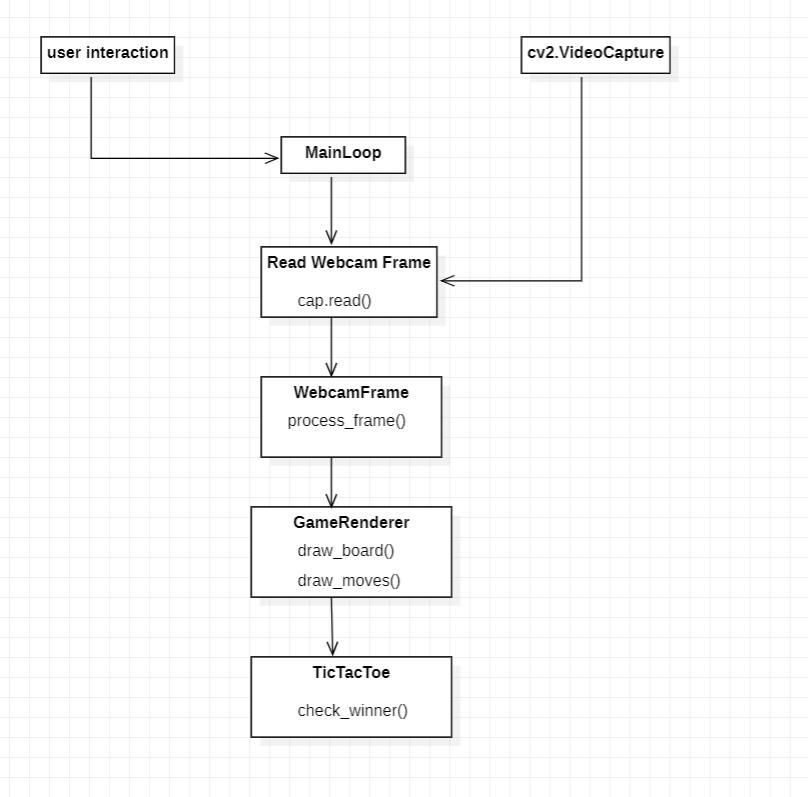 user interaction
cv2.VideoCapture
MainLoop
Read Webcam Frame
cap.read()
WebcamFrame
process_frame()
GameRenderer
draw_board()
draw_moves()
TicTacToe
check_winner()